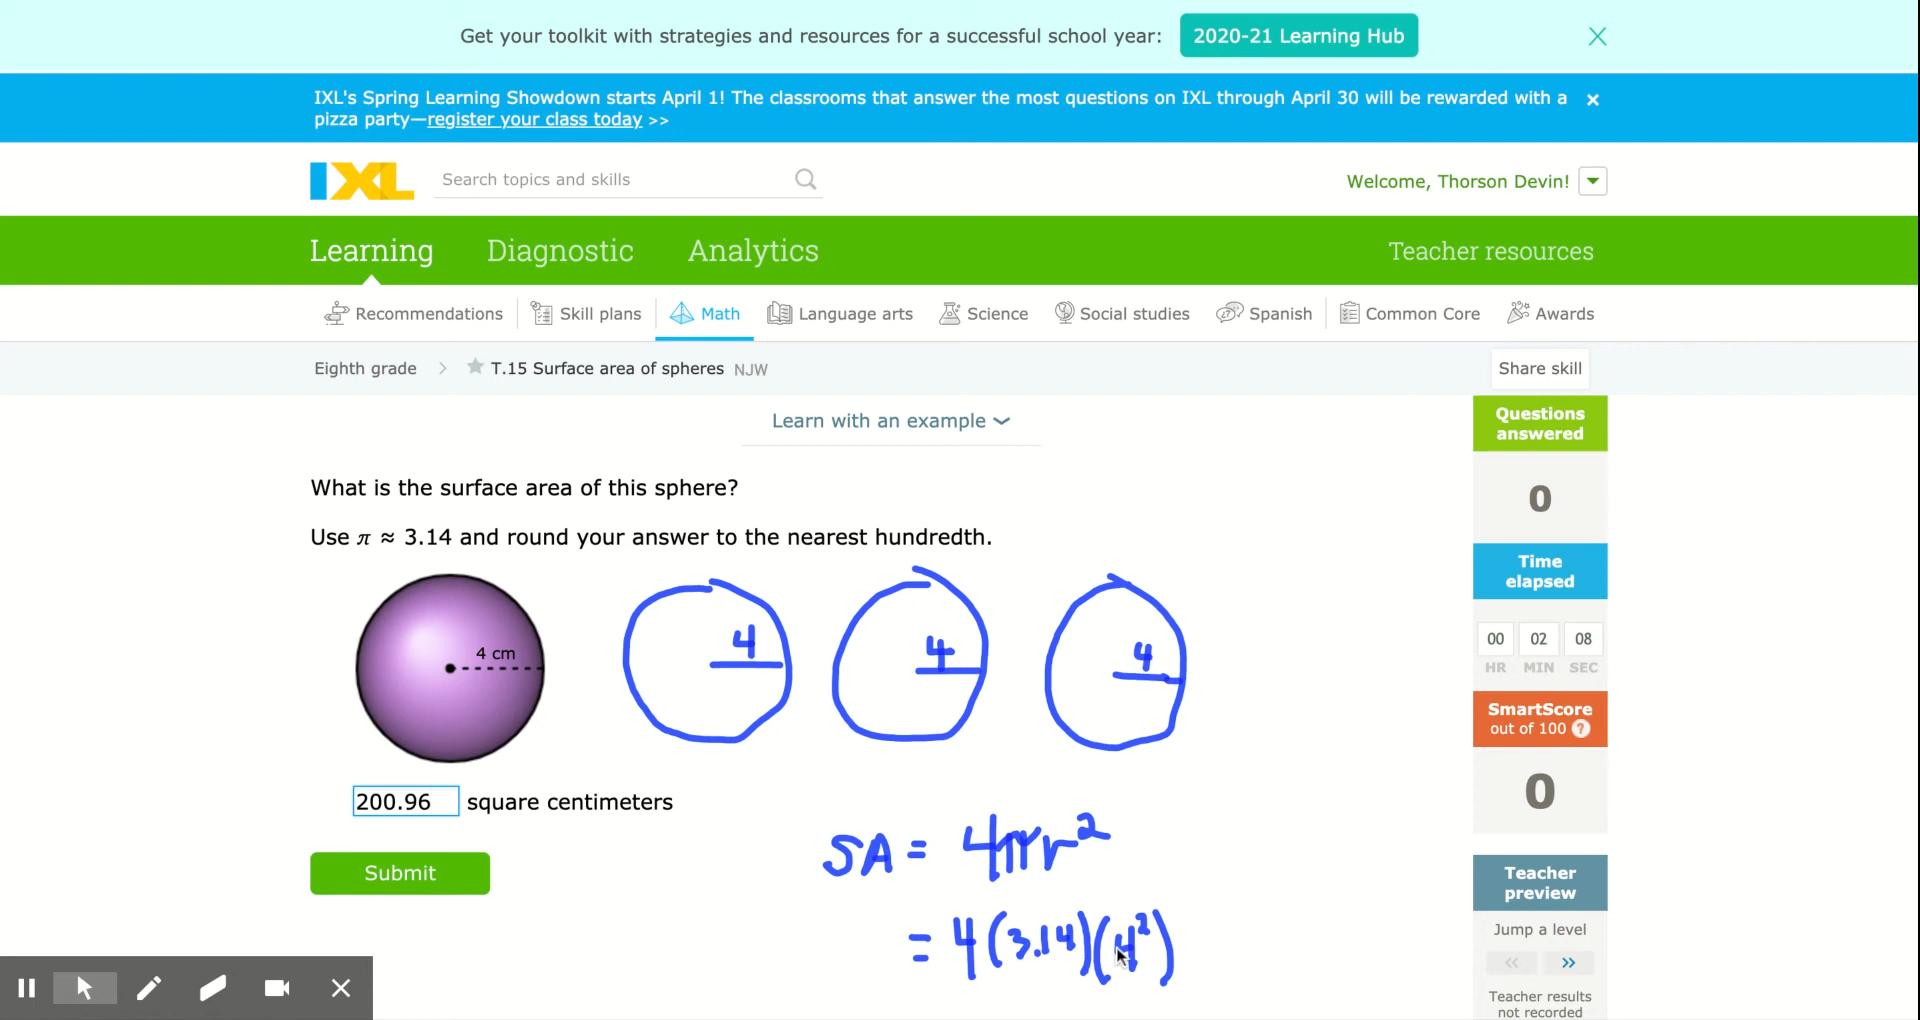 Get your toolkit with strategies and resources for a successful school year: 2020-21 Learning Hub
IXL's Spring Learning Showdown starts April 1! The classrooms that answer the most questions on IXL through April 30 will be rewarded with a
pizza party—register your class today >>
IXL Search topics and skills Welcome, Thorson Devin!
Learning Diagnostic Analytics Teacher resources
Recommendations Skill plans Math Language arts Science Social studies Spanish Common Core Awards
Eighth grade > T.15 Surface area of spheres NJW Share skill
Learn with an example
Questions
answered
0
Time
elapsed
00 02 08
HR MIN SEC
SmartScore
out of 100 ?
0
Teacher
preview
Jump a level
<< >>
Teacher results
not recorded
What is the surface area of this sphere?
Use π ≈ 3.14 and round your answer to the nearest hundredth.
4 cm
4 4 4
200.96 square centimeters
Submit
SA = 4πr²
= 4(3.14)(4²)